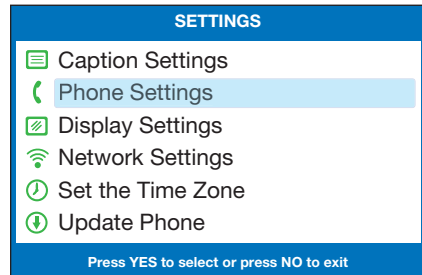 SETTINGS
Caption Settings
Phone Settings
Display Settings
Network Settings
Set the Time Zone
Update Phone
Press YES to select or press NO to exit